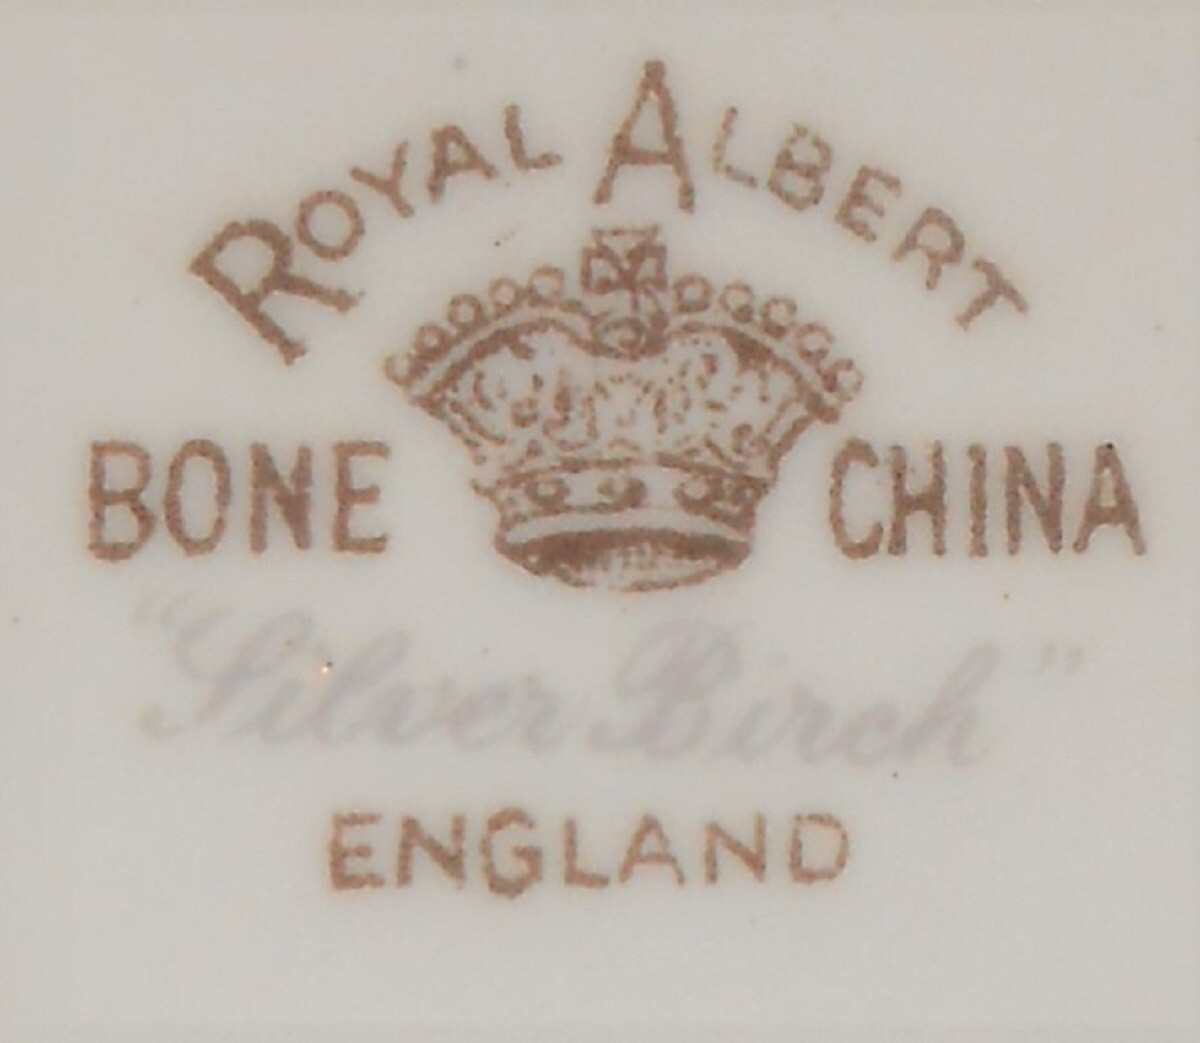 ROYAL ALBERT
BONE CHINA
"Silver Birch"
ENGLAND